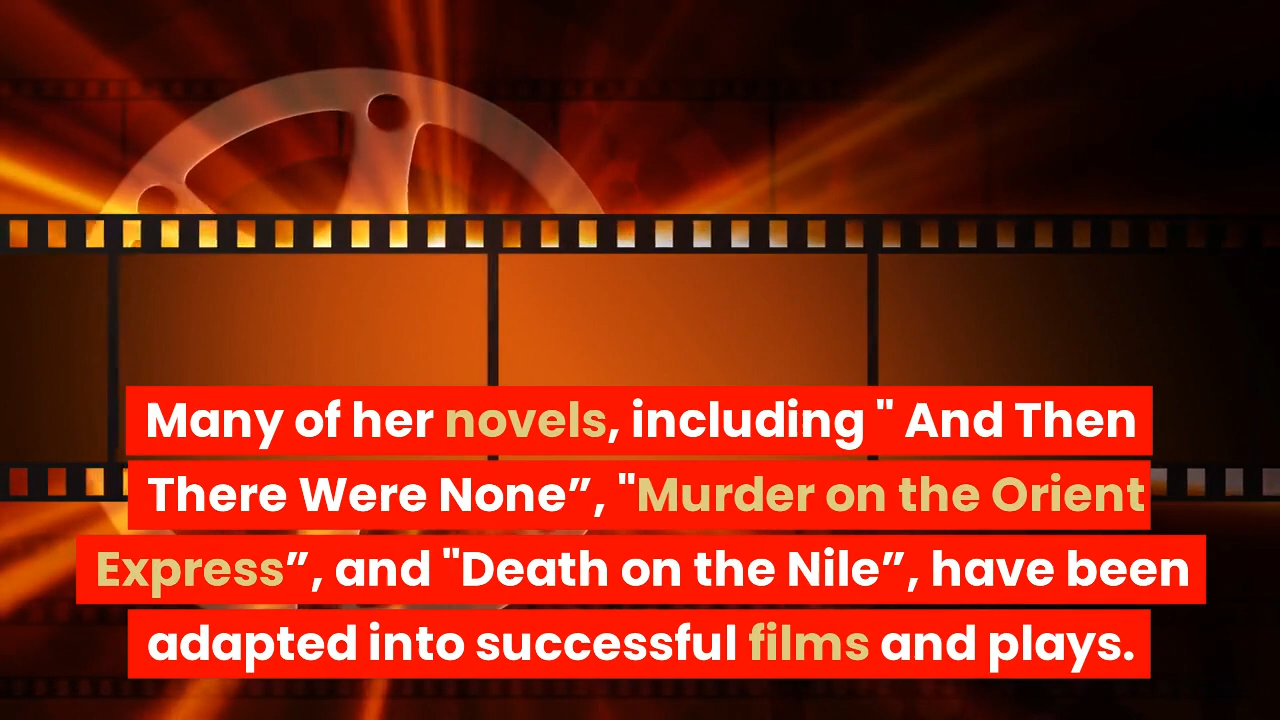 Many of her novels, including " And Then
There Were None”, "Murder on the Orient
Express”, and "Death on the Nile”, have been
adapted into successful films and plays.